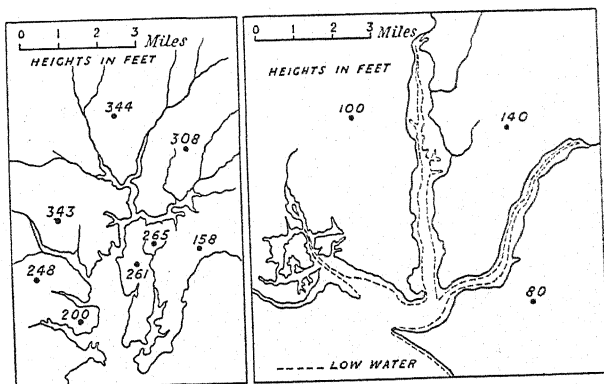 0 1 2 3 Miles
HEIGHTS IN FEET
344
308
343
265
158
248
261
200
0 1 2 3 Miles
HEIGHTS IN FEET
100
140
80
LOW WATER